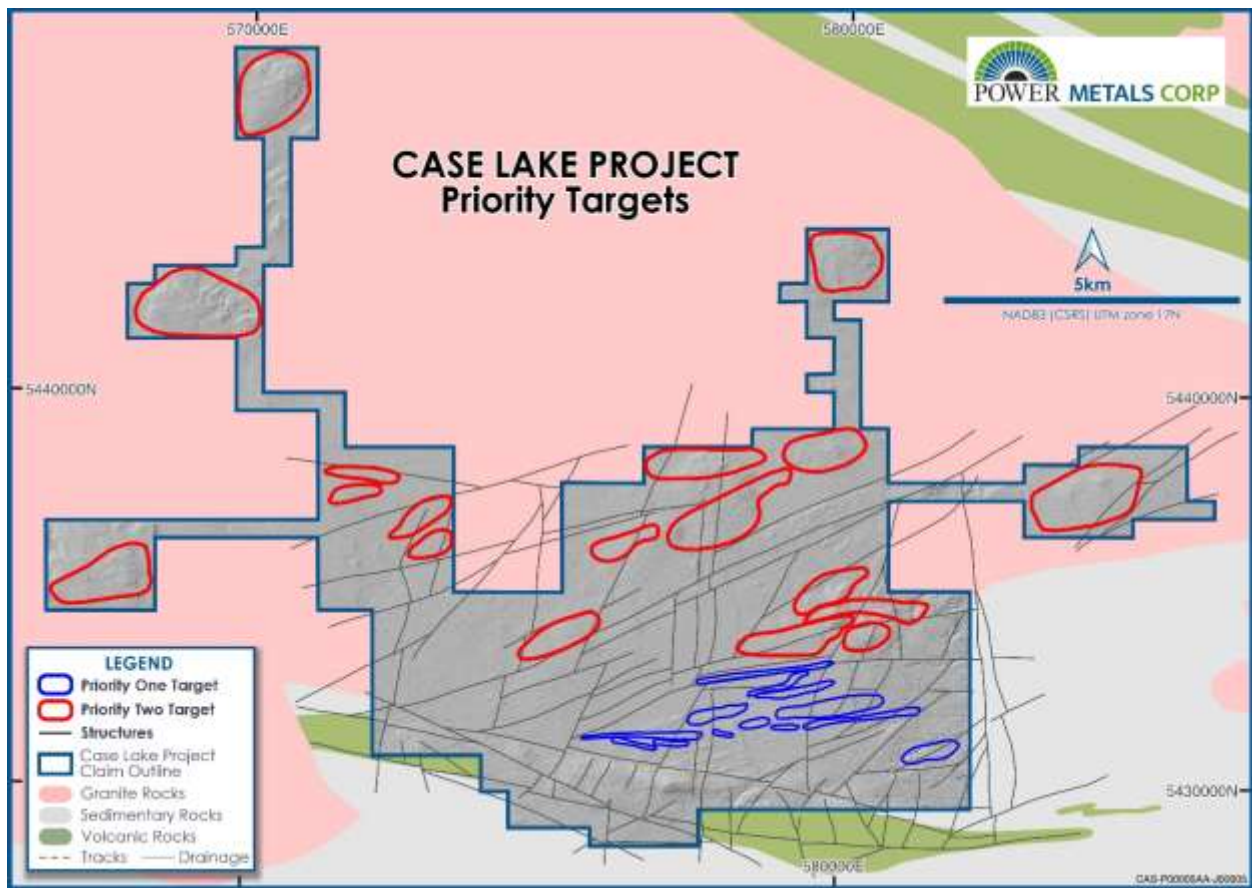 570000E
580000E
POWER METALS CORP
CASE LAKE PROJECT
Priority Targets
5km
NAD83 (CSRS) UTM zone 17N
5440000N
5440000N
LEGEND
Priority One Target
Priority Two Target
Structures
Case Lake Project
Claim Outline
Granite Rocks
Sedimentary Rocks
Volcanic Rocks
Tracks
Drainage
5430000N
580000E